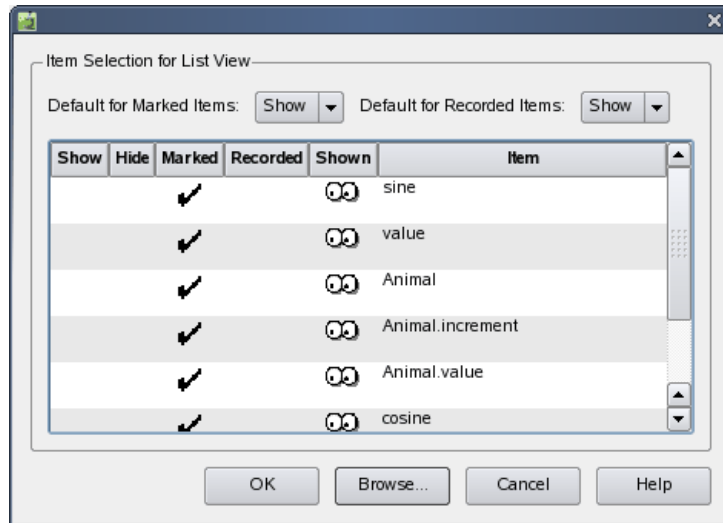 Item Selection for List View
Default for Marked Items: Show Default for Recorded Items: Show
Show Hide Marked Recorded Shown Item
sine
value
Animal
Animal.increment
Animal.value
cosine
OK Browse... Cancel Help